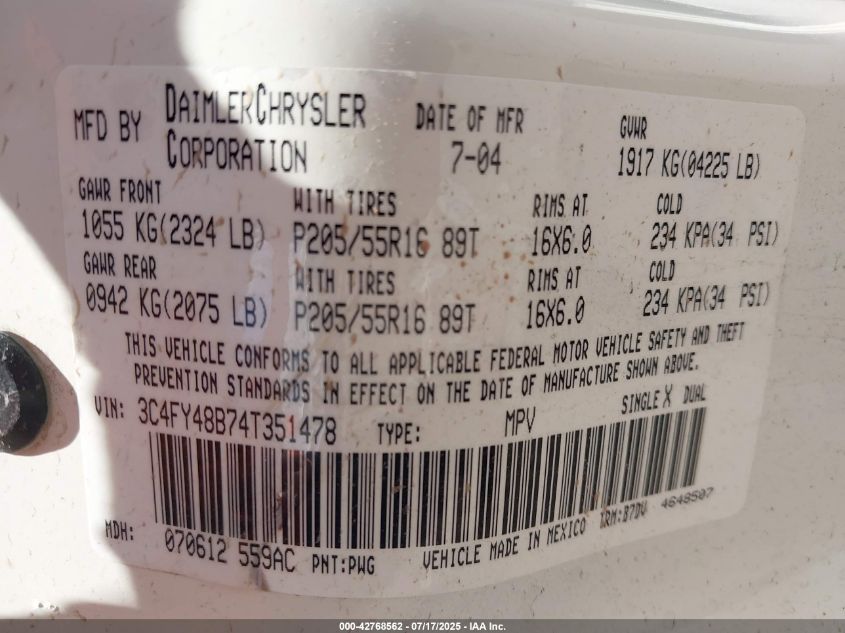 MFD BY DAIMLERCHRYSLER CORPORATION DATE OF MFR 7-04 GVWR 1917 KG(04225 LB)
GAWR FRONT WITH TIRES RIMS AT COLD
1055 KG(2324 LB) P205/55R16 89T 16X6.0 234 KPA(34 PSI)
GAWR REAR WITH TIRES RIMS AT COLD
0942 KG(2075 LB) P205/55R16 89T 16X6.0 234 KPA(34 PSI)
THIS VEHICLE CONFORMS TO ALL APPLICABLE FEDERAL MOTOR VEHICLE SAFETY AND THEFT
PREVENTION STANDARDS IN EFFECT ON THE DATE OF MANUFACTURE SHOWN ABOVE.
VIN: 3C4FY48B74T351478 TYPE: MPV SINGLE X DUAL
MDH: 070612 559AC PNT:PWG VEHICLE MADE IN MEXICO TRM:B7DV 4648507
000-42768562 / 07/17/2025 - IAA Inc.